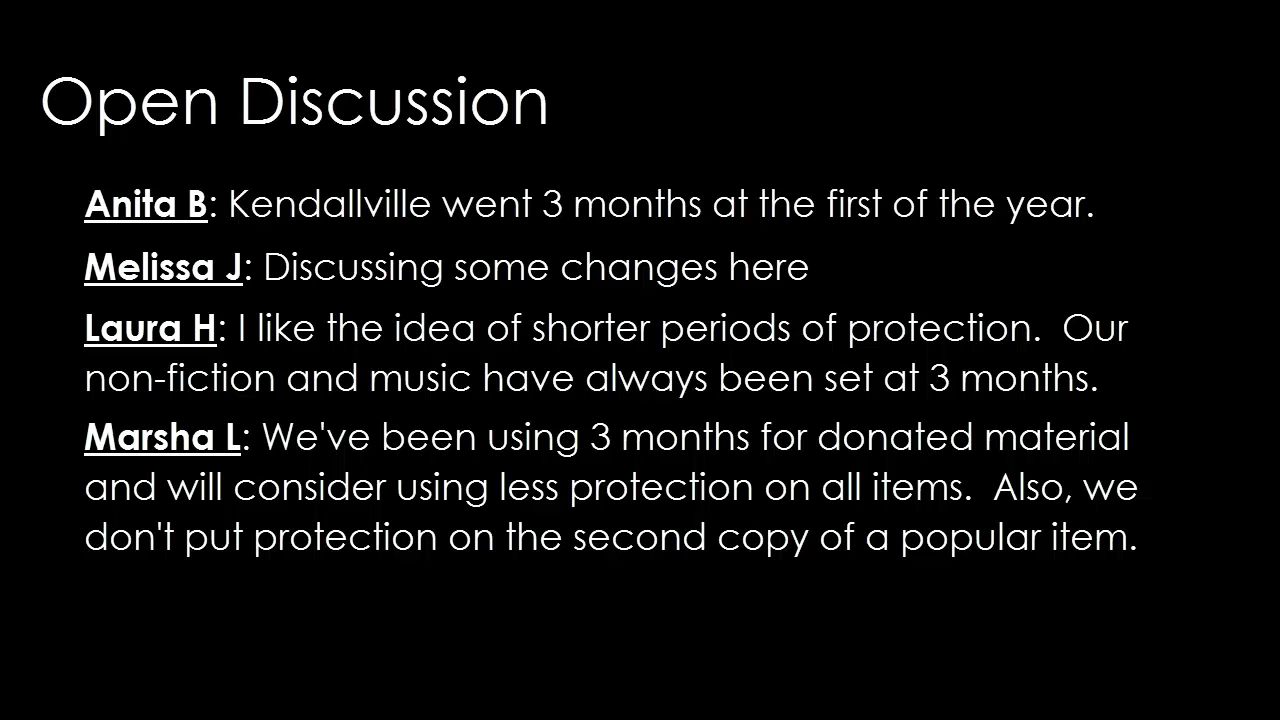 Open Discussion
Anita B: Kendallville went 3 months at the first of the year.
Melissa J: Discussing some changes here
Laura H: I like the idea of shorter periods of protection.  Our
non-fiction and music have always been set at 3 months.
Marsha L: We've been using 3 months for donated material
and will consider using less protection on all items.  Also, we
don't put protection on the second copy of a popular item.